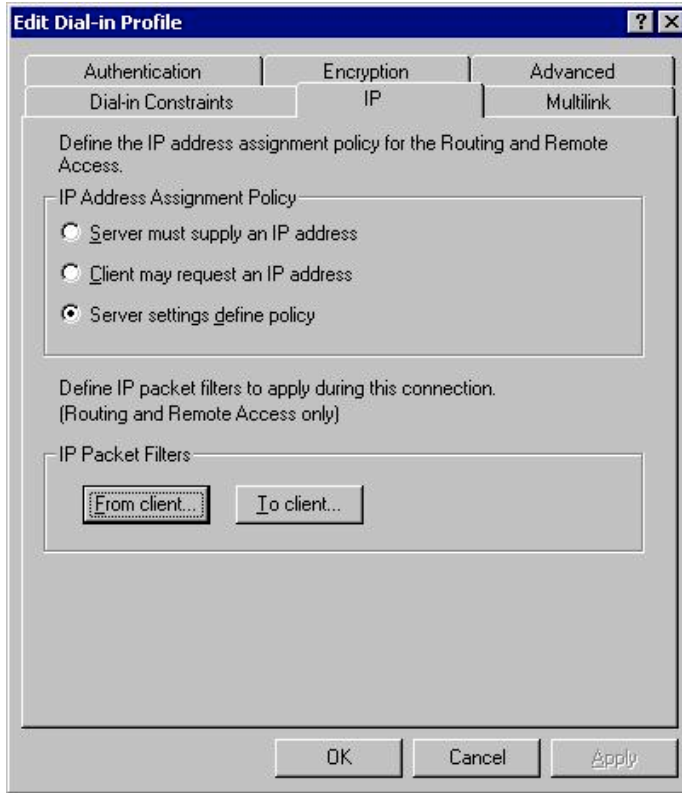 Edit Dial-in Profile
Authentication Encryption Advanced
Dial-in Constraints IP Multilink
Define the IP address assignment policy for the Routing and Remote
Access.
IP Address Assignment Policy
Server must supply an IP address
Client may request an IP address
Server settings define policy
Define IP packet filters to apply during this connection.
(Routing and Remote Access only)
IP Packet Filters
From client... To client...
OK Cancel Apply